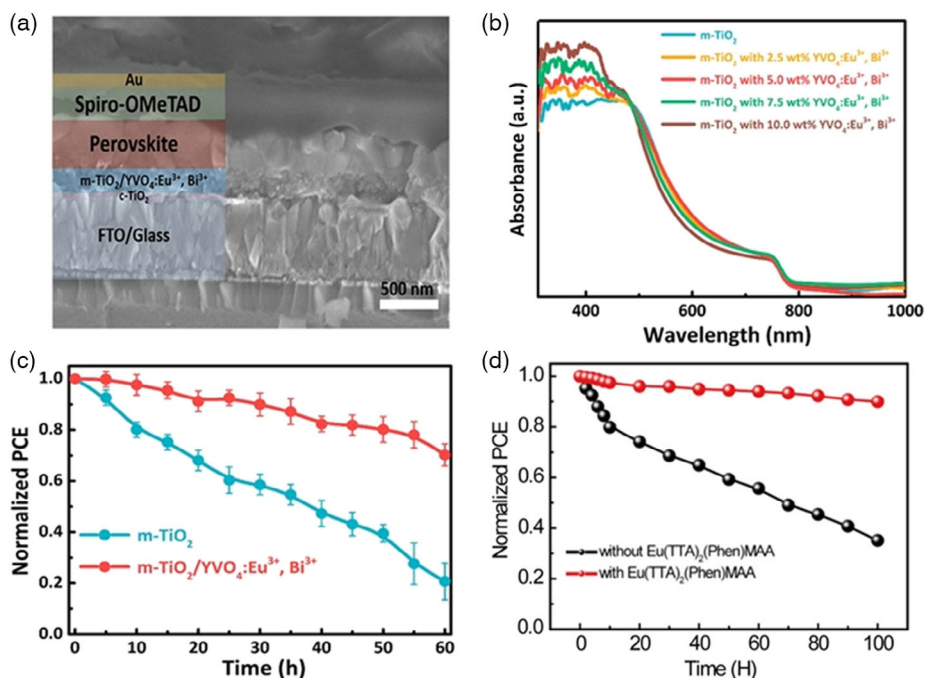 (a)
Au
Spiro-OMeTAD
Perovskite
m-TiO₂/YVO₄:Eu³⁺, Bi³⁺
c-TiO₂
FTO/Glass
500 nm
(b)
m-TiO₂
m-TiO₂ with 2.5 wt% YVO₄:Eu³⁺, Bi³⁺
m-TiO₂ with 5.0 wt% YVO₄:Eu³⁺, Bi³⁺
m-TiO₂ with 7.5 wt% YVO₄:Eu³⁺, Bi³⁺
m-TiO₂ with 10.0 wt% YVO₄:Eu³⁺, Bi³⁺
Absorbance (a.u.)
400 600 800 1000
Wavelength (nm)
(c)
Normalized PCE
1.0
0.8
0.6
0.4
0.2
0.0
m-TiO₂
m-TiO₂/YVO₄:Eu³⁺, Bi³⁺
0 10 20 30 40 50 60
Time (h)
(d)
Normalized PCE
1.0
0.8
0.6
0.4
0.2
0.0
without Eu(TTA)₂(Phen)MAA
with Eu(TTA)₂(Phen)MAA
0 20 40 60 80 100
Time (H)